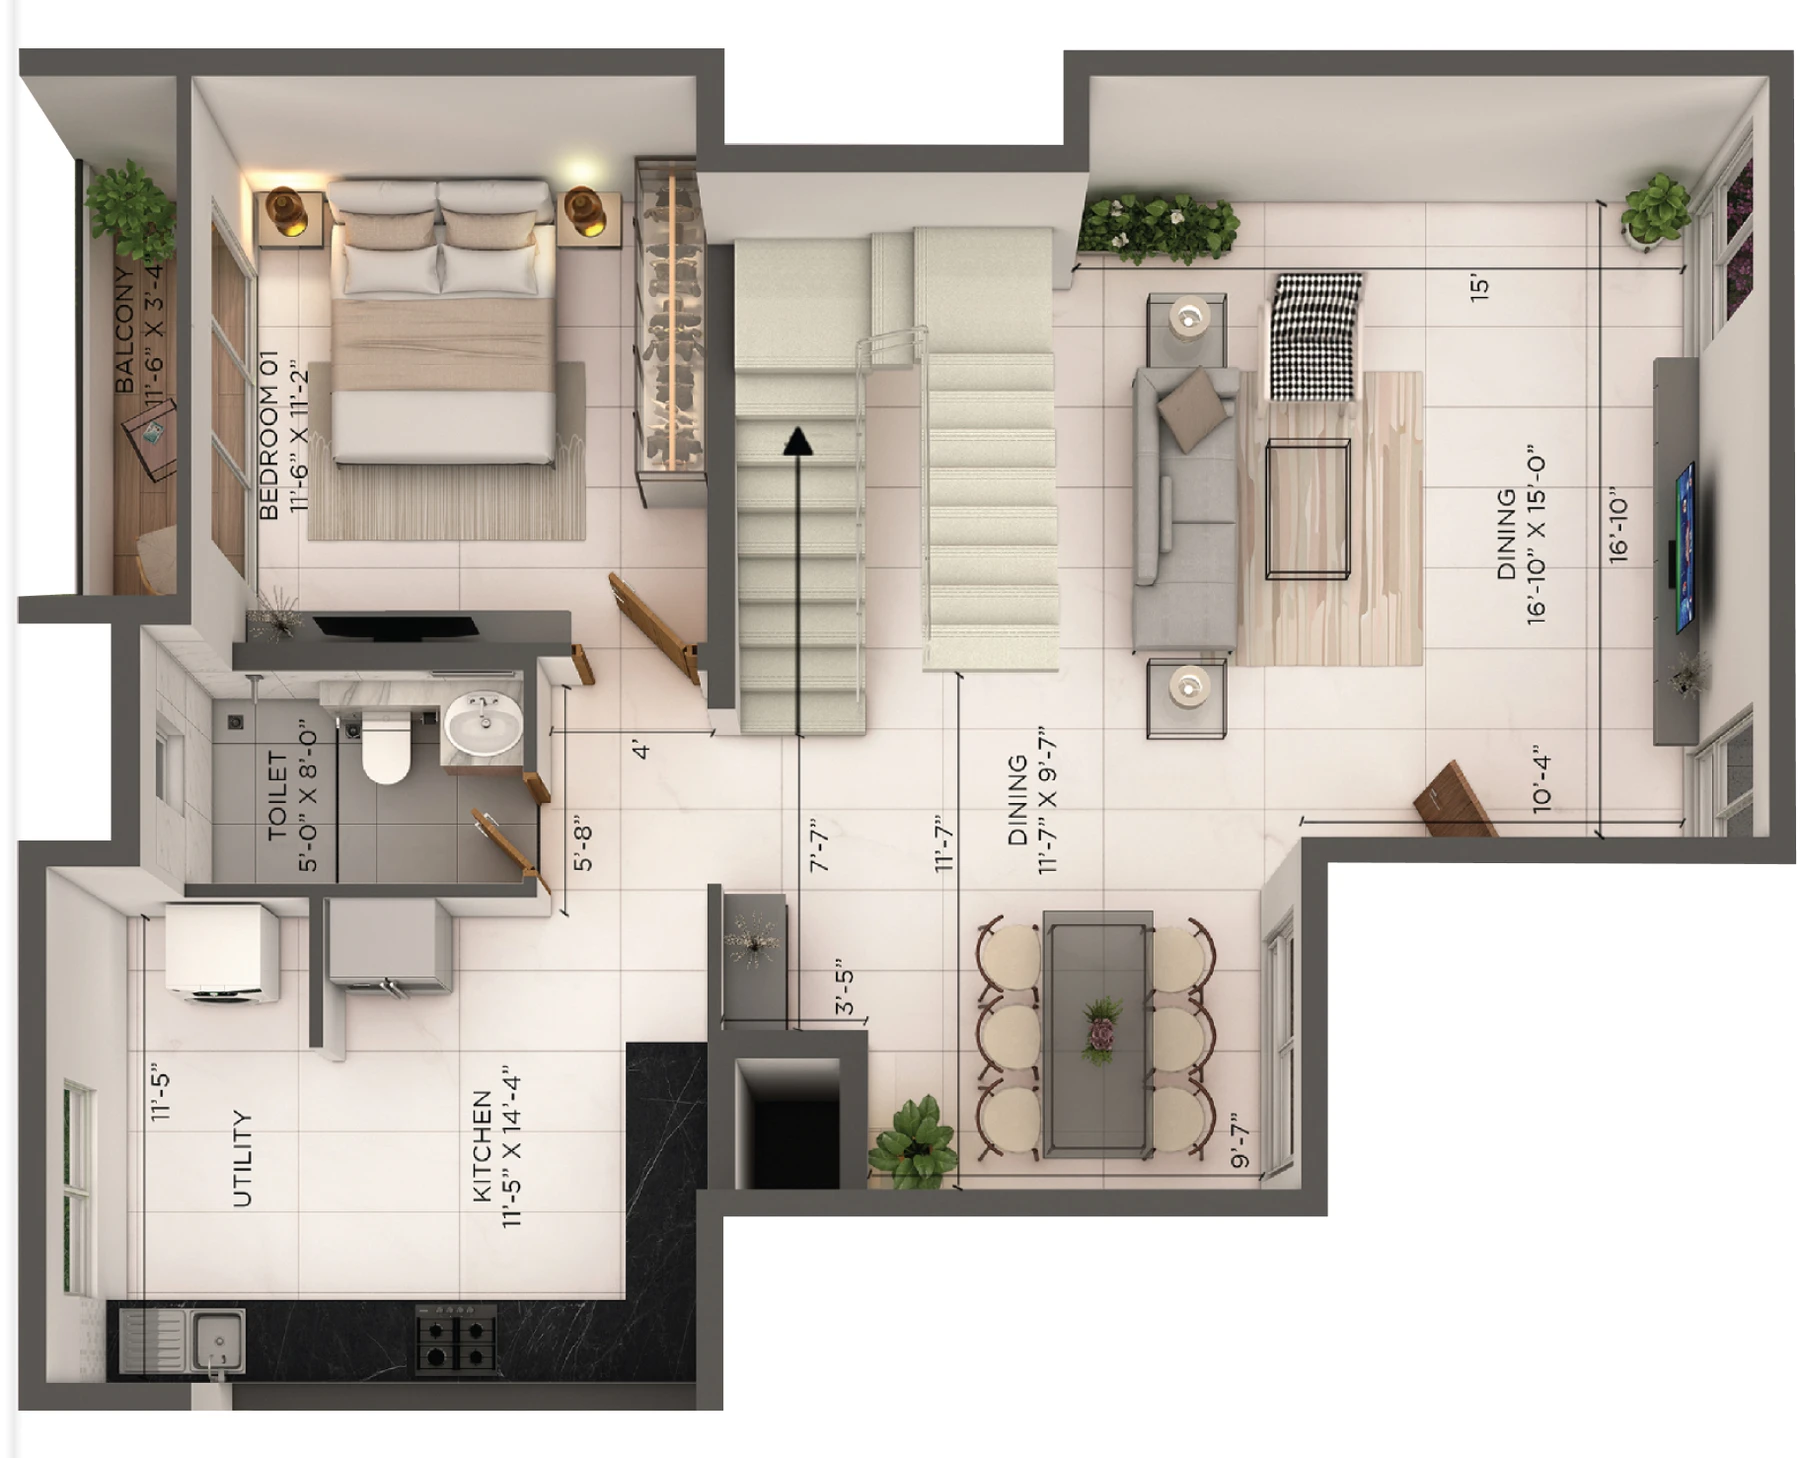 BALCONY
11'-6" X 3'-4"
BEDROOM 01
11'-6" X 11'-2"
15'
DINING
16'-10" X 15'-0"
16'-10"
10'-4"
TOILET
5'-0" X 8'-0"
4'
5'-8"
7'-7"
11'-7"
DINING
11'-7" X 9'-7"
3'-5"
9'-7"
11'-5"
UTILITY
KITCHEN
11'-5" X 14'-4"